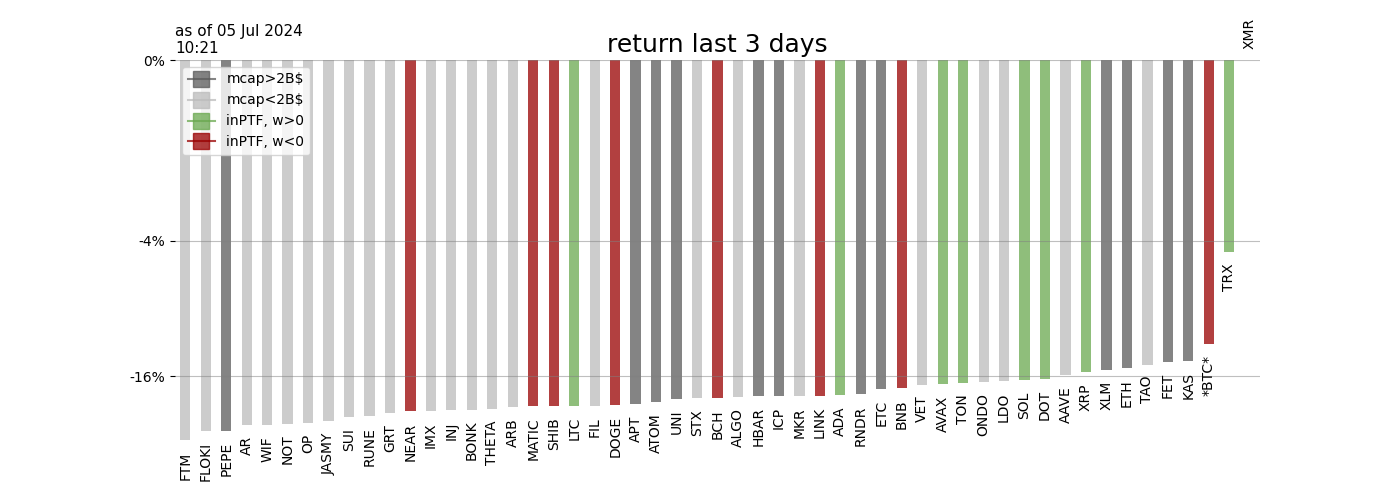 as of 05 Jul 2024
10:21
return last 3 days
XMR
0%
-4%
-16%
mcap>2B$
mcap<2B$
inPTF, w>0
inPTF, w<0
FTM
FLOKI
PEPE
AR
WIF
NOT
OP
JASMY
SUI
RUNE
GRT
NEAR
IMX
INJ
BONK
THETA
ARB
MATIC
SHIB
LTC
FIL
DOGE
APT
ATOM
UNI
STX
BCH
ALGO
HBAR
ICP
MKR
LINK
ADA
RNDR
ETC
BNB
VET
AVAX
TON
ONDO
LDO
SOL
DOT
AAVE
XRP
XLM
ETH
TAO
FET
KAS
*BTC*
TRX